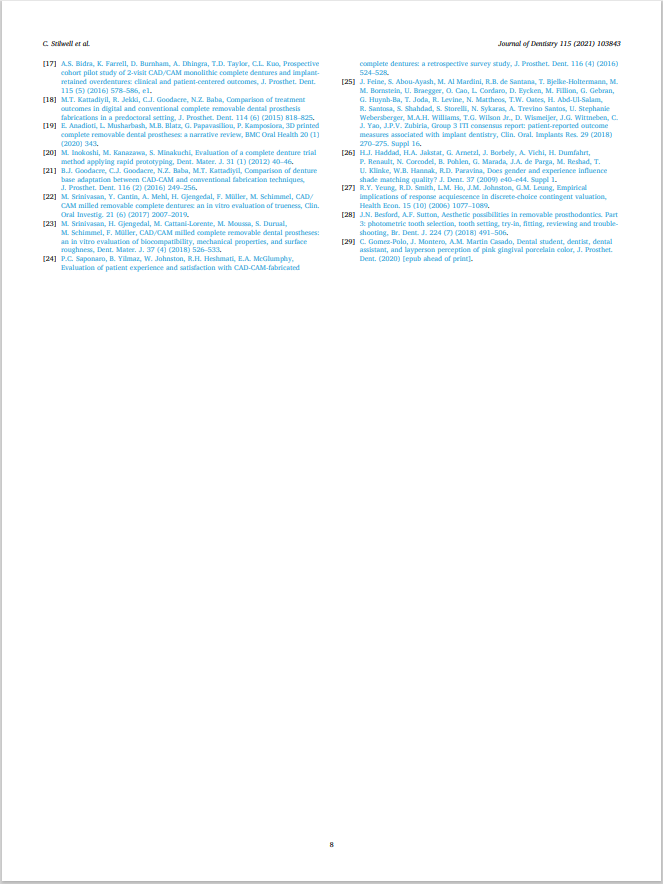 C. Stilwell et al.
Journal of Dentistry 115 (2021) 103843
[17] A.S. Bidra, K. Farrell, D. Burnham, A. Dhingra, T.D. Taylor, C.L. Kuo, Prospective
cohort pilot study of 2-visit CAD/CAM monolithic complete dentures and implant-
retained overdentures: clinical and patient-centered outcomes, J. Prosthet. Dent.
115 (5) (2016) 578–586, e1.
[18] M.T. Kattadiyil, R. Jekki, C.J. Goodacre, N.Z. Baba, Comparison of treatment
outcomes in digital and conventional complete removable dental prosthesis
fabrications in a predoctoral setting, J. Prosthet. Dent. 114 (6) (2015) 818–825.
[19] E. Anadioti, L. Musharbash, M.B. Blatz, G. Papavasiliou, P. Kamposiora, 3D printed
complete removable dental prostheses: a narrative review, BMC Oral Health 20 (1)
(2020) 343.
[20] M. Inokoshi, M. Kanazawa, S. Minakuchi, Evaluation of a complete denture trial
method applying rapid prototyping, Dent. Mater. J. 31 (1) (2012) 40–46.
[21] B.J. Goodacre, C.J. Goodacre, N.Z. Baba, M.T. Kattadiyil, Comparison of denture
base adaptation between CAD-CAM and conventional fabrication techniques,
J. Prosthet. Dent. 116 (2) (2016) 249–256.
[22] M. Srinivasan, Y. Cantin, A. Mehl, H. Gjengedal, F. Müller, M. Schimmel, CAD/
CAM milled removable complete dentures: an in vitro evaluation of trueness, Clin.
Oral Investig. 21 (6) (2017) 2007–2019.
[23] M. Srinivasan, H. Gjengedal, M. Cattani-Lorente, M. Moussa, S. Durual,
M. Schimmel, F. Müller, CAD/CAM milled complete removable dental prostheses:
an in vitro evaluation of biocompatibility, mechanical properties, and surface
roughness, Dent. Mater. J. 37 (4) (2018) 526–533.
[24] P.C. Saponaro, B. Yilmaz, W. Johnston, R.H. Heshmati, E.A. McGlumphy,
Evaluation of patient experience and satisfaction with CAD-CAM-fabricated
complete dentures: a retrospective survey study, J. Prosthet. Dent. 116 (4) (2016)
524–528.
[25] J. Feine, S. Abou-Ayash, M. Al Mardini, R.B. de Santana, T. Bjelke-Holtermann, M.
M. Bornstein, U. Braegger, O. Cao, L. Cordaro, D. Eycken, M. Fillion, G. Gebran,
G. Huynh-Ba, T. Joda, R. Levine, N. Mattheos, T.W. Oates, H. Abd-Ul-Salam,
R. Santosa, S. Shahdad, S. Storelli, N. Sykaras, A. Trevino Santos, U. Stephanie
Webersberger, M.A.H. Williams, T.G. Wilson Jr., D. Wismeijer, J.G. Wittneben, C.
J. Yao, J.P.V. Zubiria, Group 3 ITI consensus report: patient-reported outcome
measures associated with implant dentistry, Clin. Oral. Implants Res. 29 (2018)
270–275. Suppl 16.
[26] H.J. Haddad, H.A. Jakstat, G. Arnetzl, J. Borbely, A. Vichi, H. Dumfahrt,
P. Renault, N. Corcodel, B. Pohlen, G. Marada, J.A. de Parga, M. Reshad, T.
U. Klinke, W.B. Hannak, R.D. Paravina, Does gender and experience influence
shade matching quality? J. Dent. 37 (2009) e40–e44. Suppl 1.
[27] R.Y. Yeung, R.D. Smith, L.M. Ho, J.M. Johnston, G.M. Leung, Empirical
implications of response acquiescence in discrete-choice contingent valuation,
Health Econ. 15 (10) (2006) 1077–1089.
[28] J.N. Besford, A.F. Sutton, Aesthetic possibilities in removable prosthodontics. Part
3: photometric tooth selection, tooth setting, try-in, fitting, reviewing and trouble-
shooting, Br. Dent. J. 224 (7) (2018) 491–506.
[29] C. Gomez-Polo, J. Montero, A.M. Martin Casado, Dental student, dentist, dental
assistant, and layperson perception of pink gingival porcelain color, J. Prosthet.
Dent. (2020) [epub ahead of print].
8